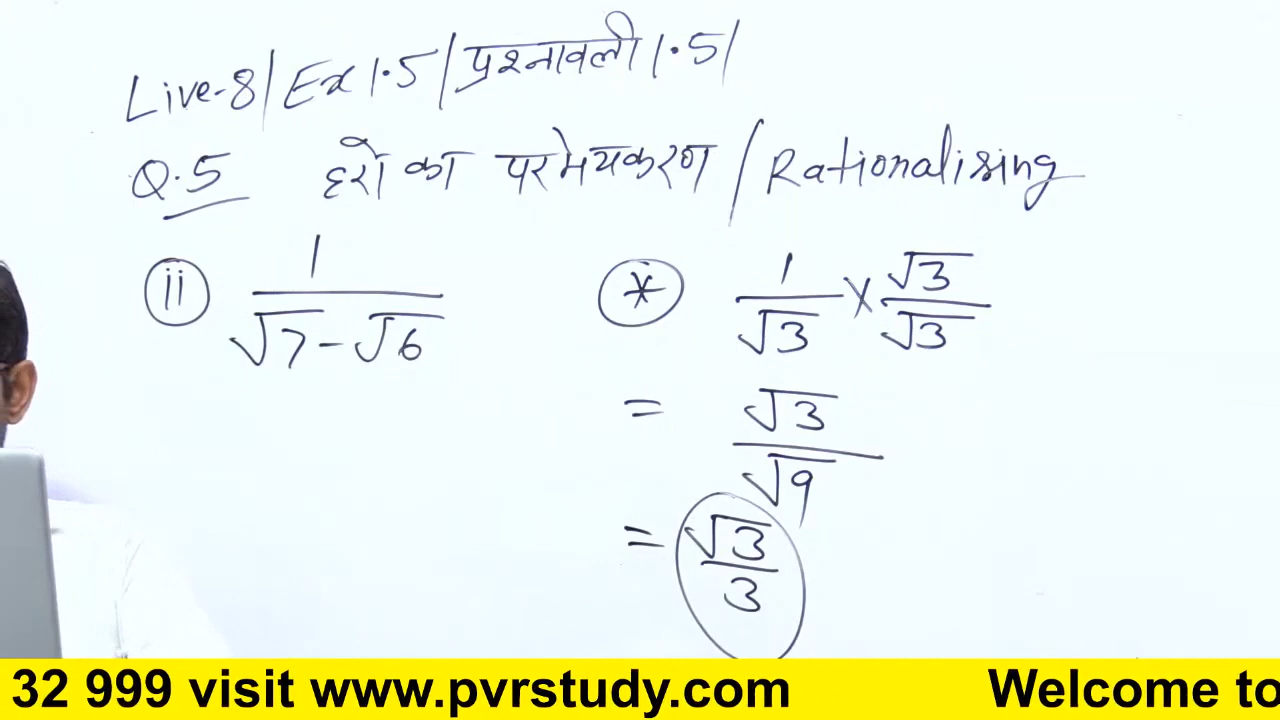 Live-8/ Ex 1.5/ प्रश्नावली 1.5/
Q.5 हरो का परमेयकरण / Rationalising
(ii) 1/(√7-√6)
(*) 1/√3 × √3/√3
= √3/√9
= √3/3
32 999 visit www.pvrstudy.com Welcome to